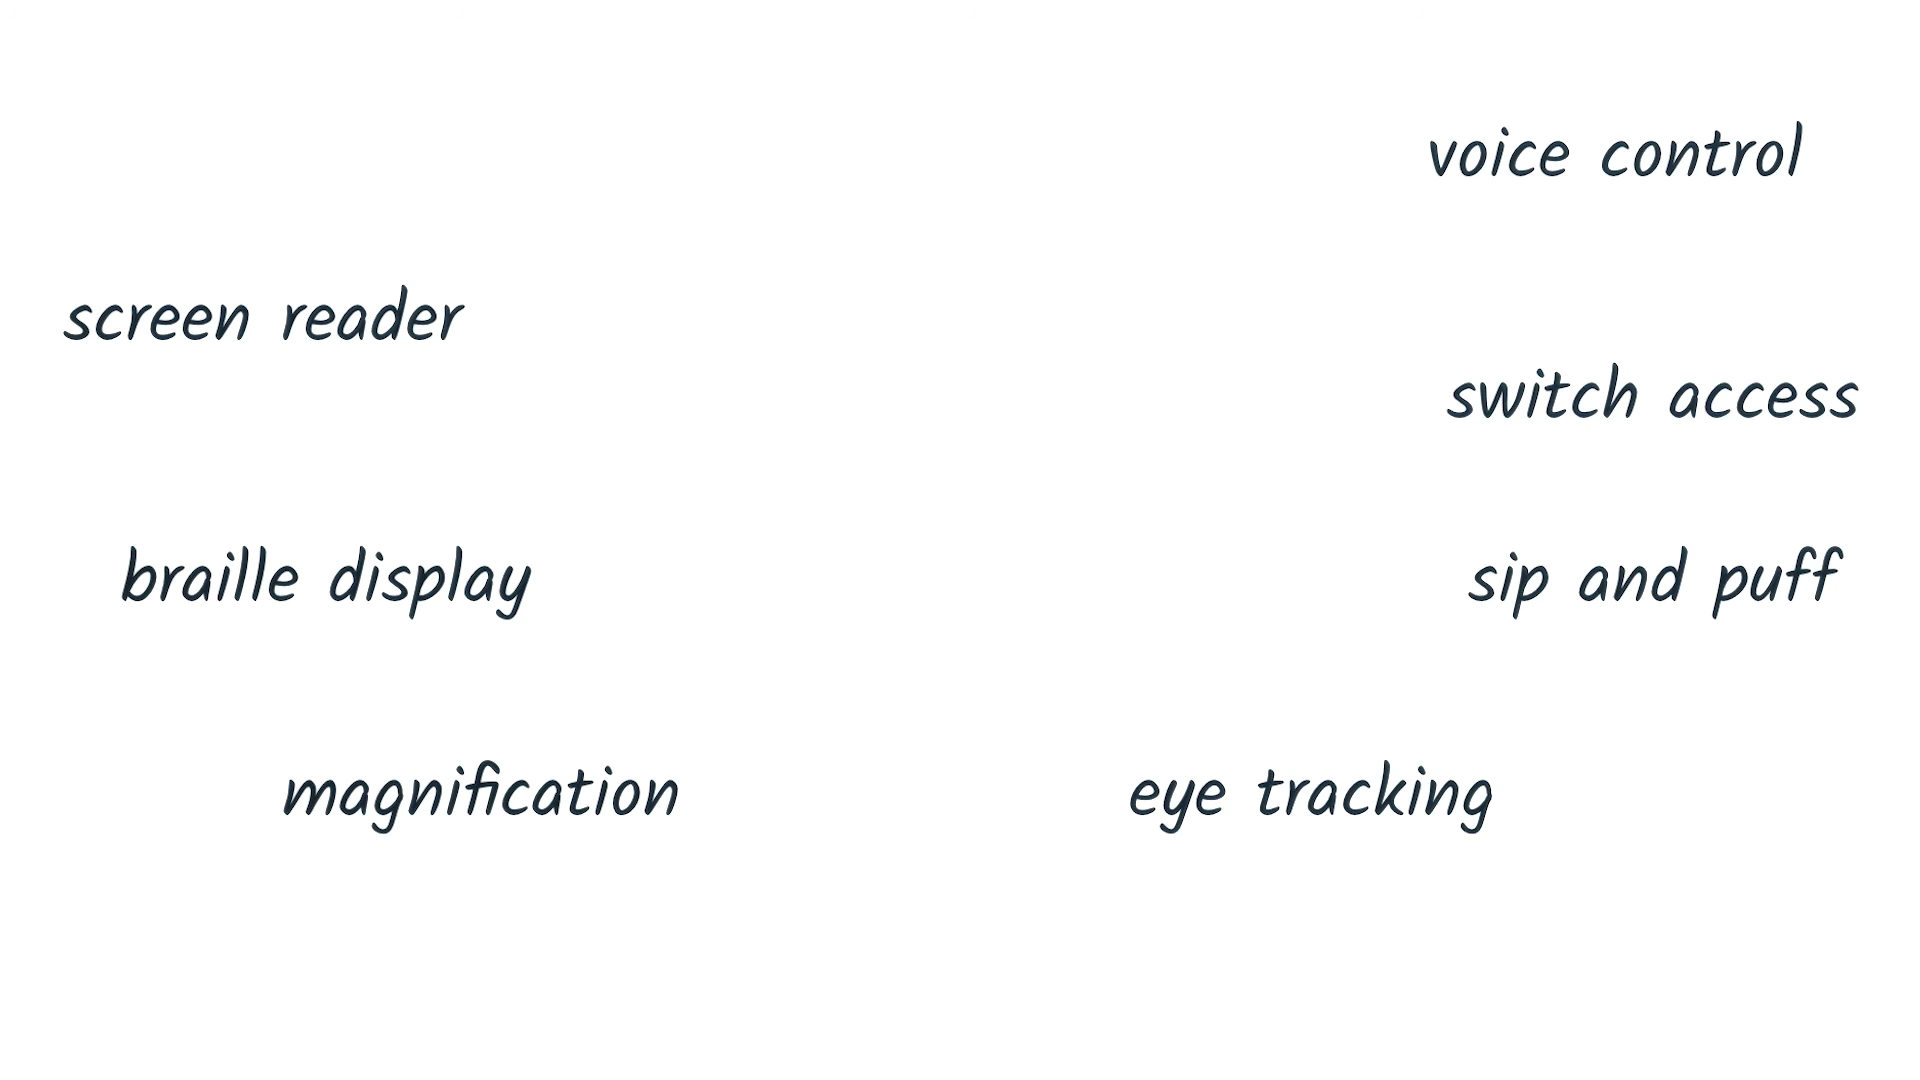 voice control
screen reader
switch access
braille display
sip and puff
magnification
eye tracking